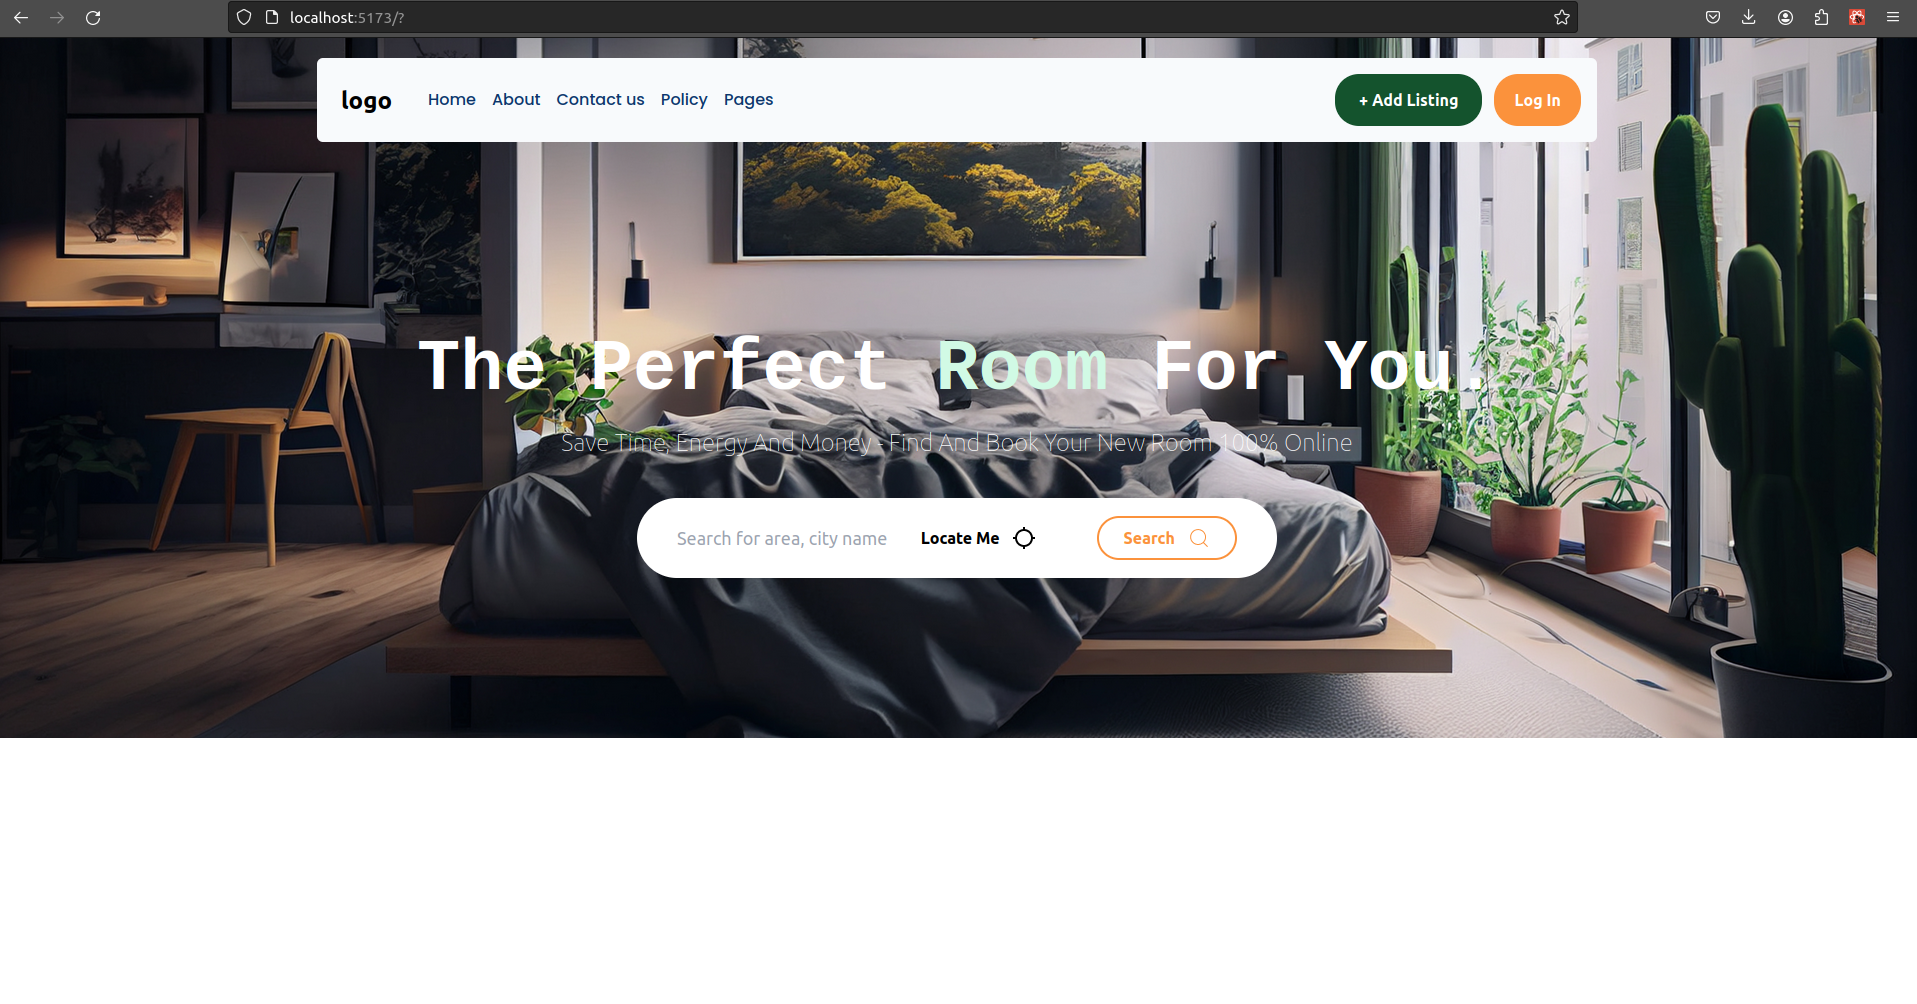 localhost:5173/?
logo Home About Contact us Policy Pages + Add Listing Log In
The Perfect Room For You.
Save Time, Energy And Money - Find And Book Your New Room 100% Online
Search for area, city name Locate Me Search